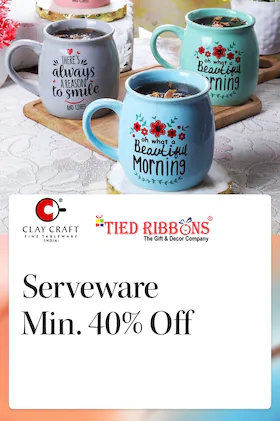 THERE'S
always
A REASON
to smile
oh what a
Beautiful
Morning
oh what a
Beautiful
Morning
CLAY CRAFT
FINE TABLEWARE
(INDIA)
TIED RIBBONS
The Gift & Decor Company
Serveware
Min. 40% Off